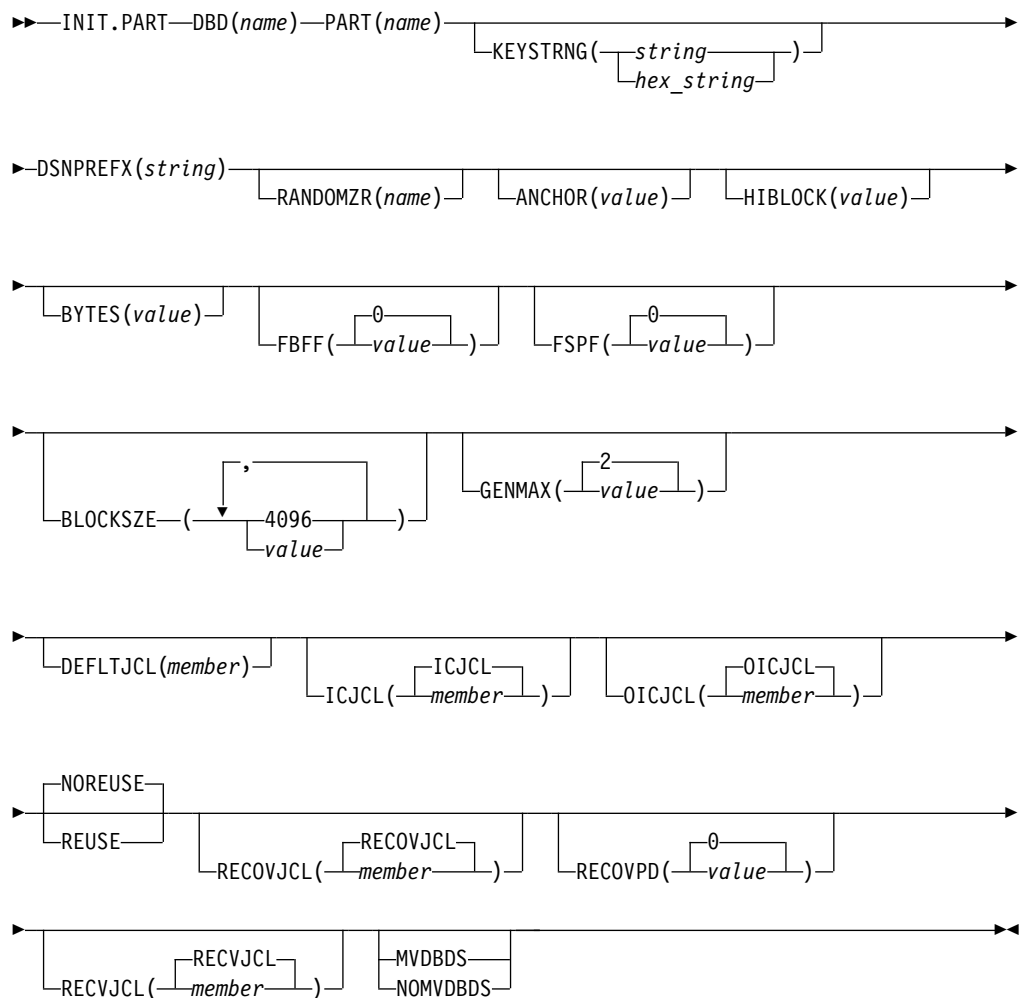 INIT.PART DBD(name) PART(name)
KEYSTRNG( string )
hex_string
DSNPREFX(string)
RANDOMZR(name) ANCHOR(value) HIBLOCK(value)
BYTES(value) 0 0
FBFF( value ) FSPF( value )
, 2
GENMAX( value )
BLOCKSZE ( 4096 )
value
DEFLTJCL(member) ICJCL OICJCL
ICJCL( member ) OICJCL( member )
NOREUSE
REUSE RECOVJCL 0
RECOVJCL( member ) RECOVPD( value )
RECVJCL MVDBDS
RECVJCL( member ) NOMVDBDS